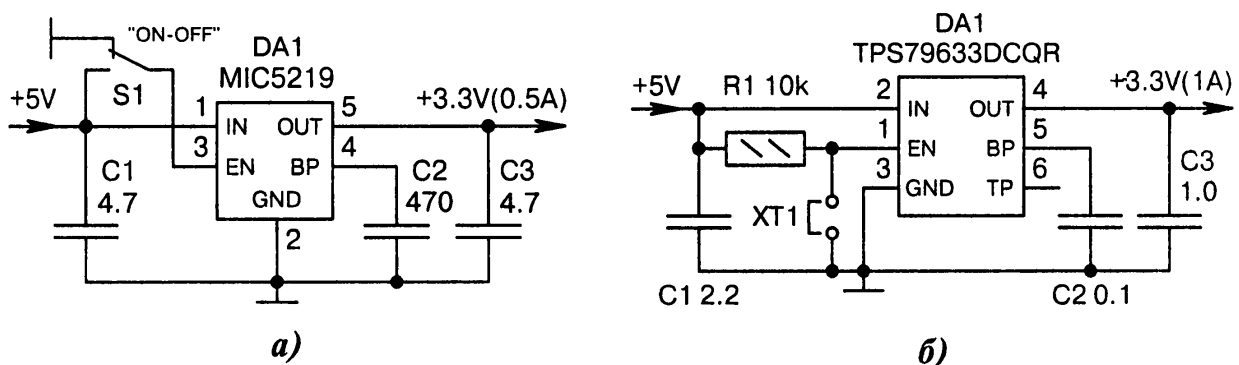 "ON-OFF"
DA1
MIC5219
+5V
S1
1
IN
OUT
5
+3.3V(0.5A)
3
EN
BP
4
GND
2
C1
4.7
C2
470
C3
4.7
а)
DA1
TPS79633DCQR
+5V
R1 10k
2
IN
OUT
4
+3.3V(1A)
1
EN
BP
5
3
GND
TP
6
XT1
C3
1.0
C1 2.2
C2 0.1
б)